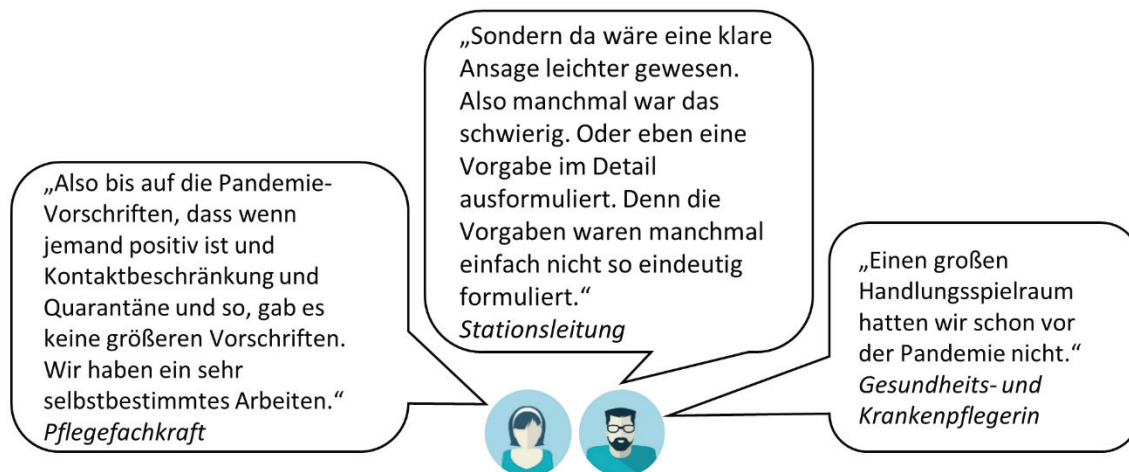 „Also bis auf die Pandemie-
Vorschriften, dass wenn
jemand positiv ist und
Kontaktbeschränkung und
Quarantäne und so, gab es
keine größeren Vorschriften.
Wir haben ein sehr
selbstbestimmtes Arbeiten.“
Pflegefachkraft
„Sondern da wäre eine klare
Ansage leichter gewesen.
Also manchmal war das
schwierig. Oder eben eine
Vorgabe im Detail
ausformuliert. Denn die
Vorgaben waren manchmal
einfach nicht so eindeutig
formuliert.“
Stationsleitung
„Einen großen
Handlungsspielraum
hatten wir schon vor
der Pandemie nicht.“
Gesundheits- und
Krankenpflegerin